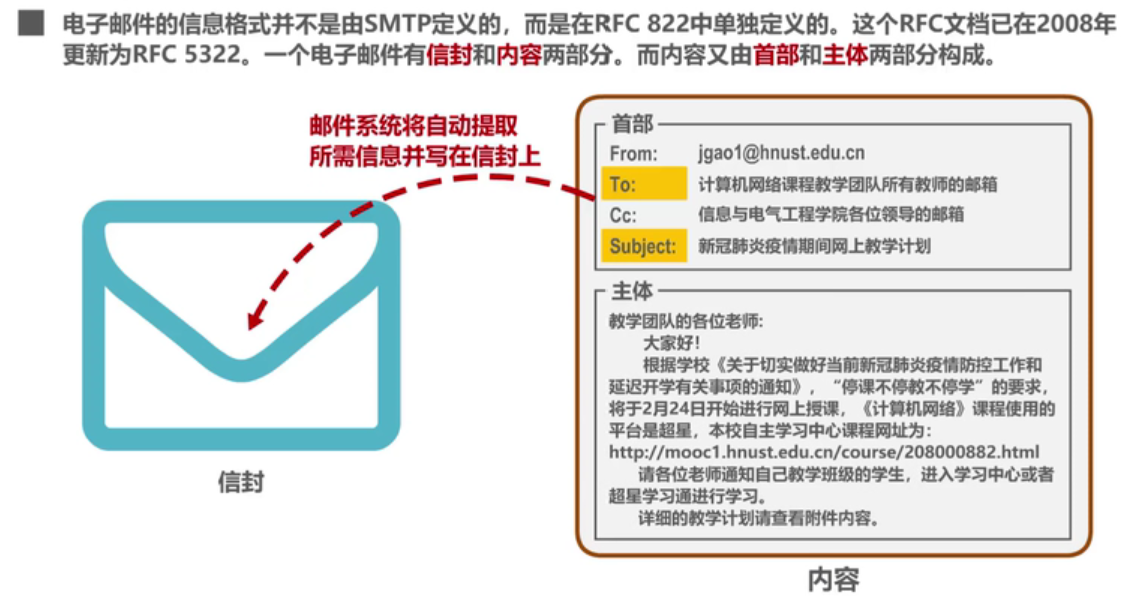 电子邮件的信息格式并不是由SMTP定义的，而是在RFC 822中单独定义的。这个RFC文档已在2008年
更新为RFC 5322。一个电子邮件有信封和内容两部分。而内容又由首部和主体两部分构成。
邮件系统将自动提取
所需信息并写在信封上
信封
首部
From: jgao1@hnust.edu.cn
To: 计算机网络课程教学团队所有教师的邮箱
Cc: 信息与电气工程学院各位领导的邮箱
Subject: 新冠肺炎疫情期间网上教学计划
主体
教学团队的各位老师:
大家好！
根据学校《关于切实做好当前新冠肺炎疫情防控工作和
延迟开学有关事项的通知》，“停课不停教不停学”的要求，
将于2月24日开始进行网上授课，《计算机网络》课程使用的
平台是超星，本校自主学习中心课程网址为：
http://mooc1.hnust.edu.cn/course/208000882.html
请各位老师通知自己教学班级的学生，进入学习中心或者
超星学习通进行学习。
详细的教学计划请查看附件内容。
内容